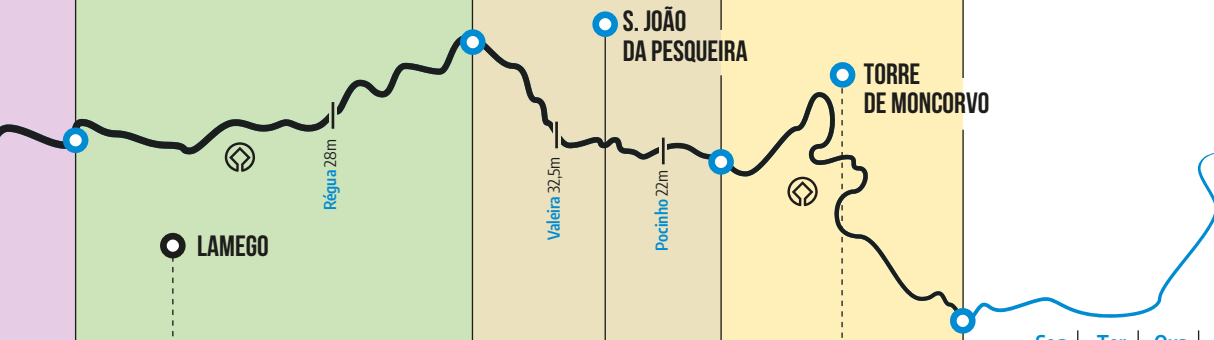 S. JOÃO
DA PESQUEIRA
TORRE
DE MONCORVO
Régua 28m
Valeira 32,5m
Pocinho 22m
LAMEGO